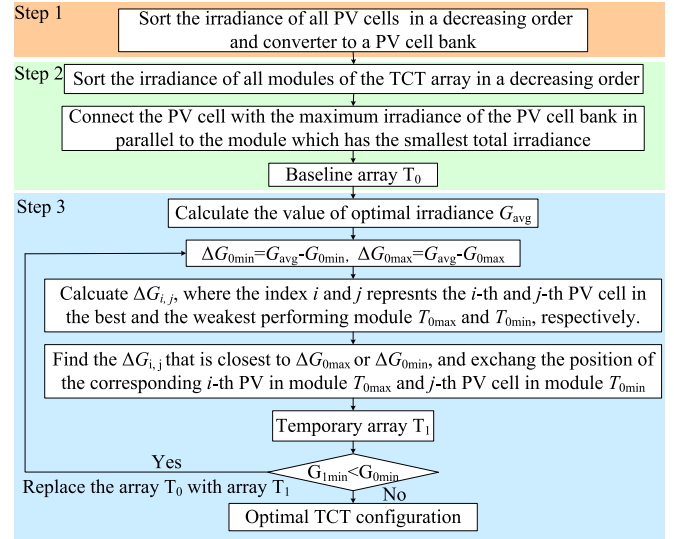 Step 1
Sort the irradiance of all PV cells in a decreasing order
and converter to a PV cell bank
Step 2
Sort the irradiance of all modules of the TCT array in a decreasing order
Connect the PV cell with the maximum irradiance of the PV cell bank in
parallel to the module which has the smallest total irradiance
Baseline array T0
Step 3
Calculate the value of optimal irradiance Gavg
ΔG0min=Gavg-G0min, ΔG0max=Gavg-G0max
Calcuate ΔGi, j, where the index i and j represnts the i-th and j-th PV cell in
the best and the weakest performing module T0max and T0min, respectively.
Find the ΔGi, j that is closest to ΔG0max or ΔG0min, and exchang the position of
the corresponding i-th PV in module T0max and j-th PV cell in module T0min
Temporary array T1
Yes
G1min<G0min
Replace the array T0 with array T1
No
Optimal TCT configuration